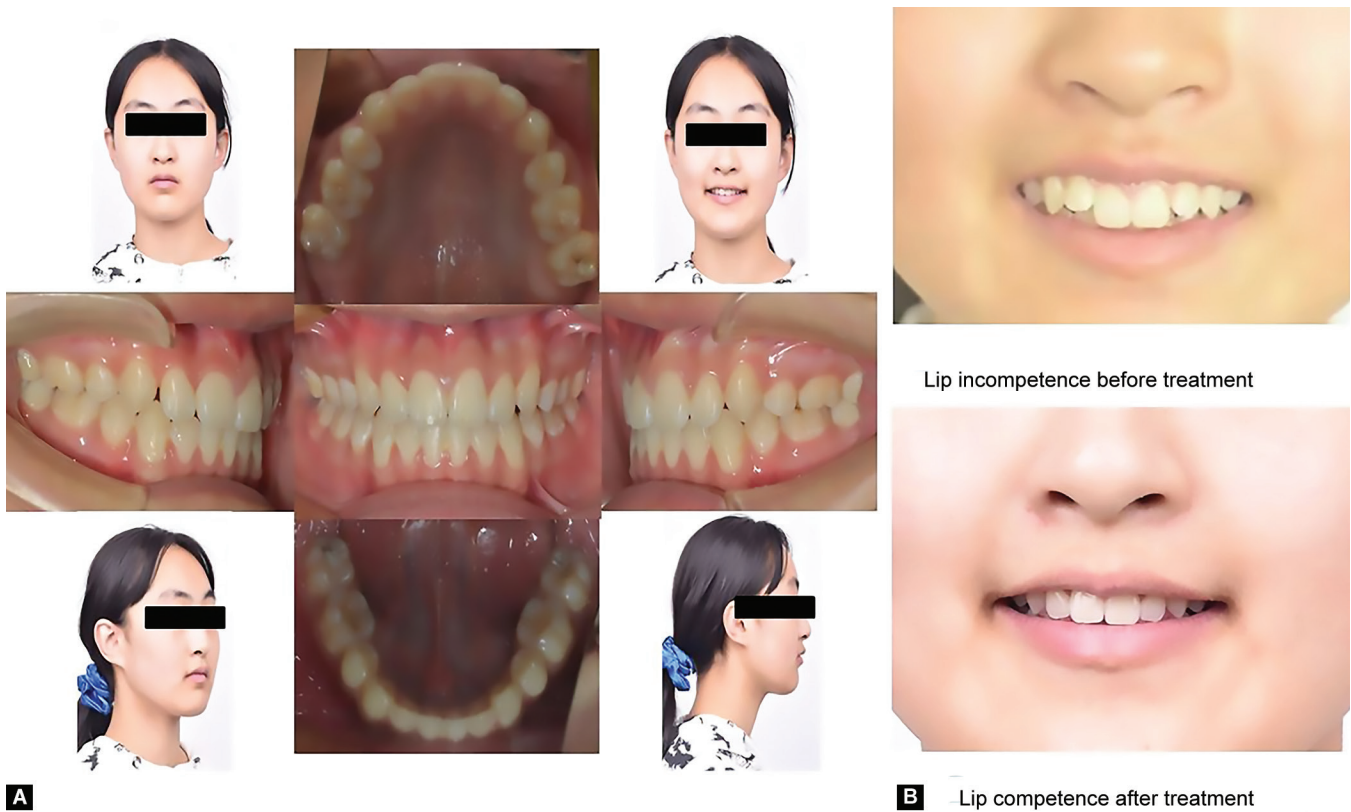 Lip incompetence before treatment
A
B
Lip competence after treatment